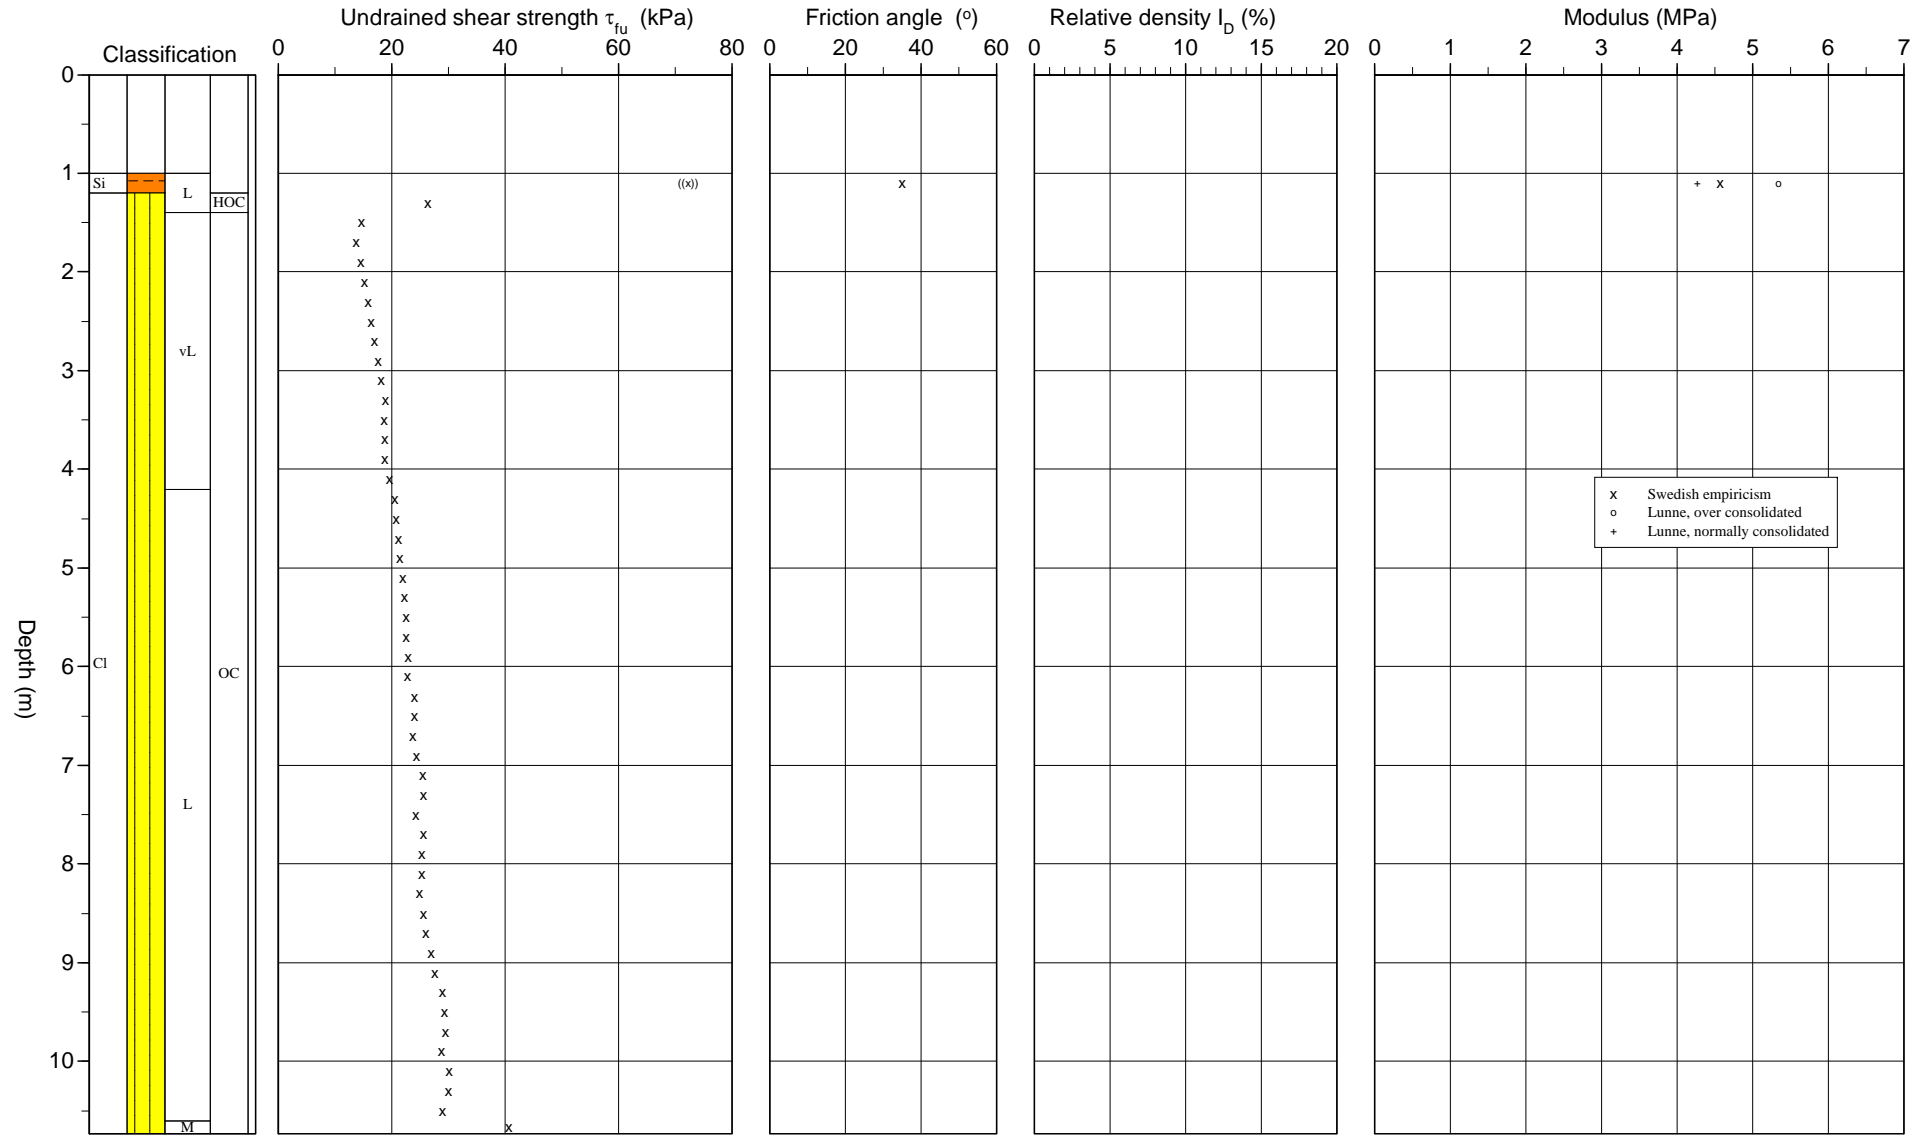 Undrained shear strength τfu (kPa)
Friction angle (o)
Relative density ID (%)
Modulus (MPa)
Classification
0 20 40 60 80
0 20 40 60
0 5 10 15 20
0 1 2 3 4 5 6 7
0
1
2
3
4
5
6
7
8
9
10
Depth (m)
Si
L
HOC
((x))
vL
Cl
OC
L
M
x Swedish empiricism
o Lunne, over consolidated
+ Lunne, normally consolidated